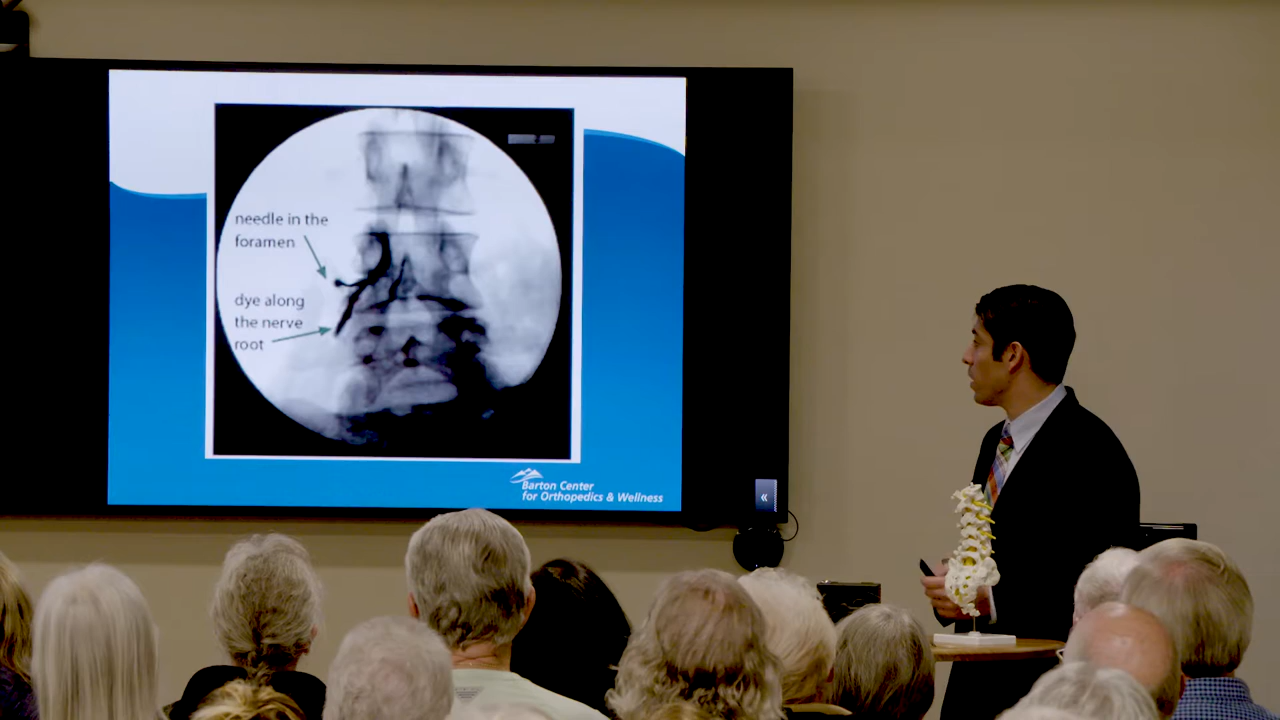 needle in the
foramen
dye along
the nerve
root
Barton Center
for Orthopedics & Wellness
«